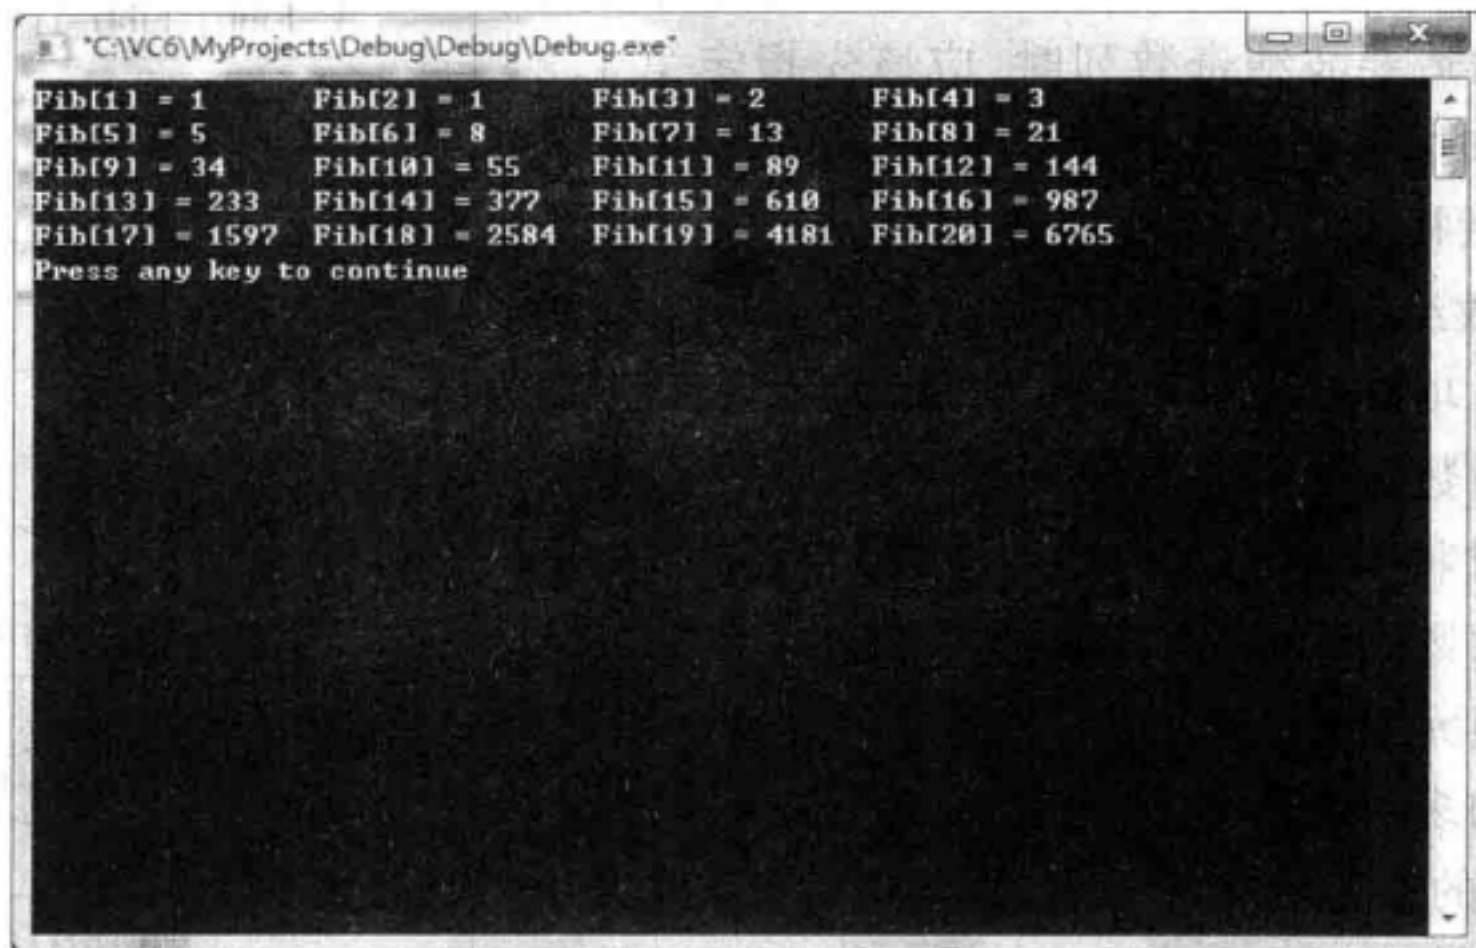 "C:\VC6\MyProjects\Debug\Debug\Debug.exe"
Fib[1] = 1 Fib[2] = 1 Fib[3] = 2 Fib[4] = 3
Fib[5] = 5 Fib[6] = 8 Fib[7] = 13 Fib[8] = 21
Fib[9] = 34 Fib[10] = 55 Fib[11] = 89 Fib[12] = 144
Fib[13] = 233 Fib[14] = 377 Fib[15] = 610 Fib[16] = 987
Fib[17] = 1597 Fib[18] = 2584 Fib[19] = 4181 Fib[20] = 6765
Press any key to continue